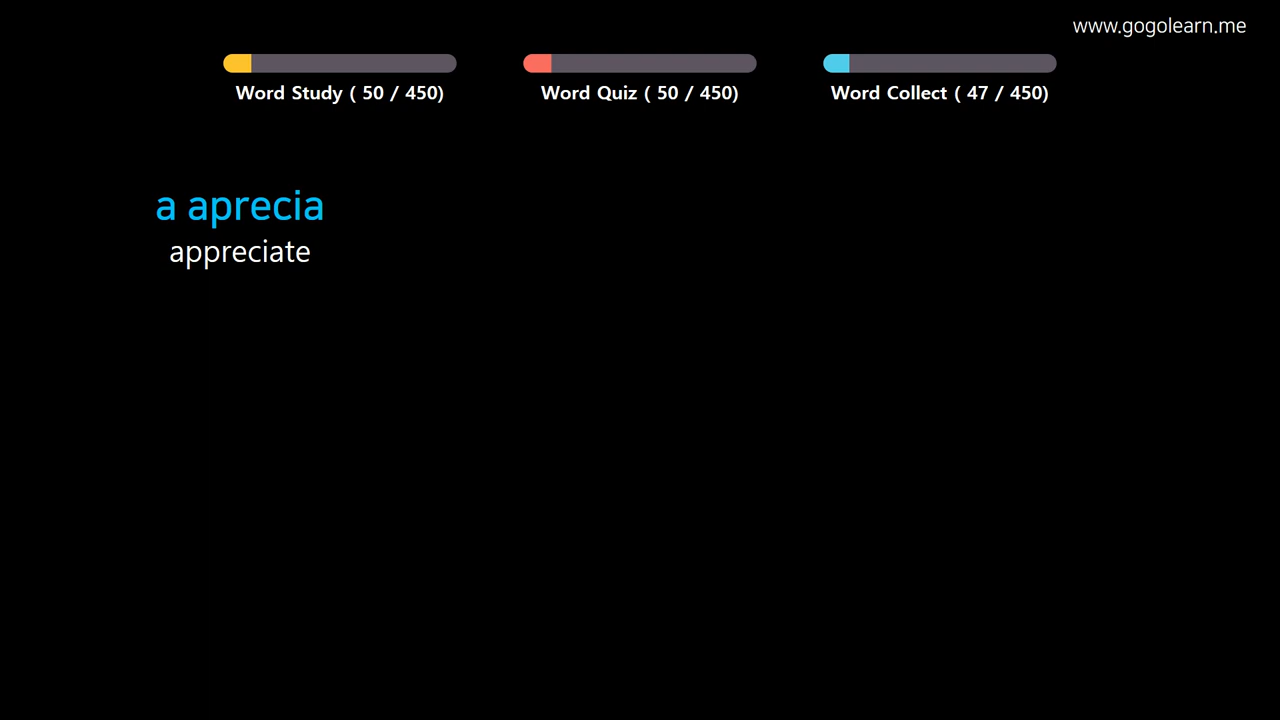 www.gogolearn.me
Word Study ( 50 / 450)
Word Quiz ( 50 / 450)
Word Collect ( 47 / 450)
a aprecia
appreciate